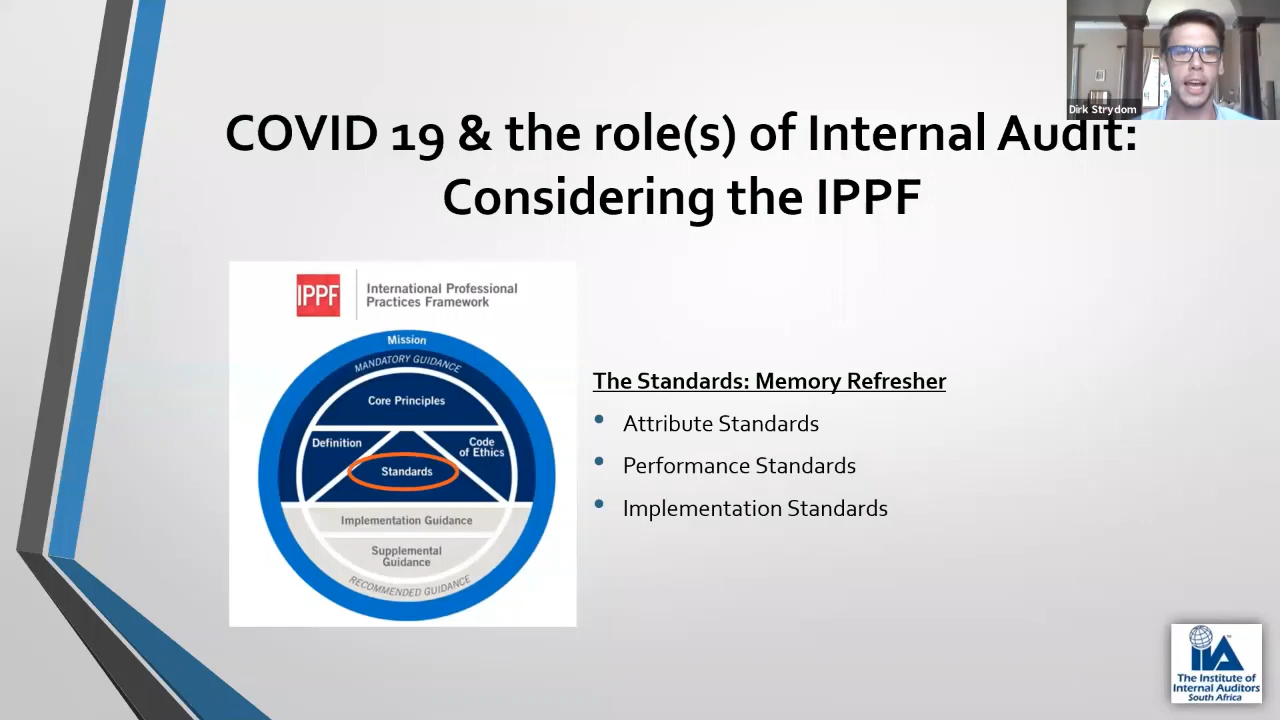 Dirk Strydom
COVID 19 & the role(s) of Internal Audit:
Considering the IPPF
IPPF
International Professional
Practices Framework
Mission
MANDATORY GUIDANCE
Core Principles
Definition
Code
of Ethics
Standards
Implementation Guidance
Supplemental
Guidance
RECOMMENDED GUIDANCE
The Standards: Memory Refresher
• Attribute Standards
• Performance Standards
• Implementation Standards
IIA
The Institute of
Internal Auditors
South Africa